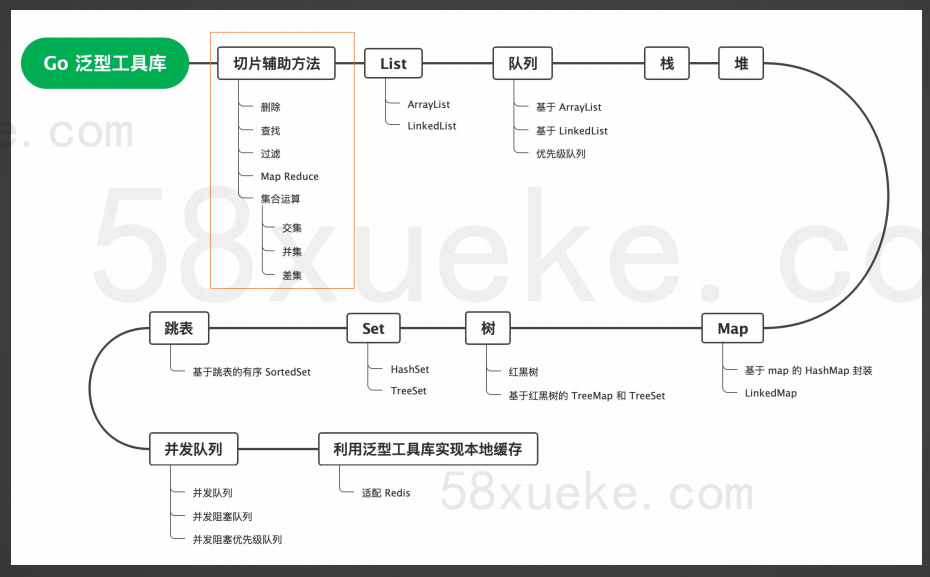 Go 泛型工具库
切片辅助方法
删除
查找
过滤
Map Reduce
集合运算
交集
并集
差集
List
ArrayList
LinkedList
队列
基于 ArrayList
基于 LinkedList
优先级队列
栈
堆
e.com
58xueke.co
Map
基于 map 的 HashMap 封装
LinkedMap
树
红黑树
基于红黑树的 TreeMap 和 TreeSet
Set
HashSet
TreeSet
跳表
基于跳表的有序 SortedSet
并发队列
并发队列
并发阻塞队列
并发阻塞优先级队列
利用泛型工具库实现本地缓存
适配 Redis
58xueke.com